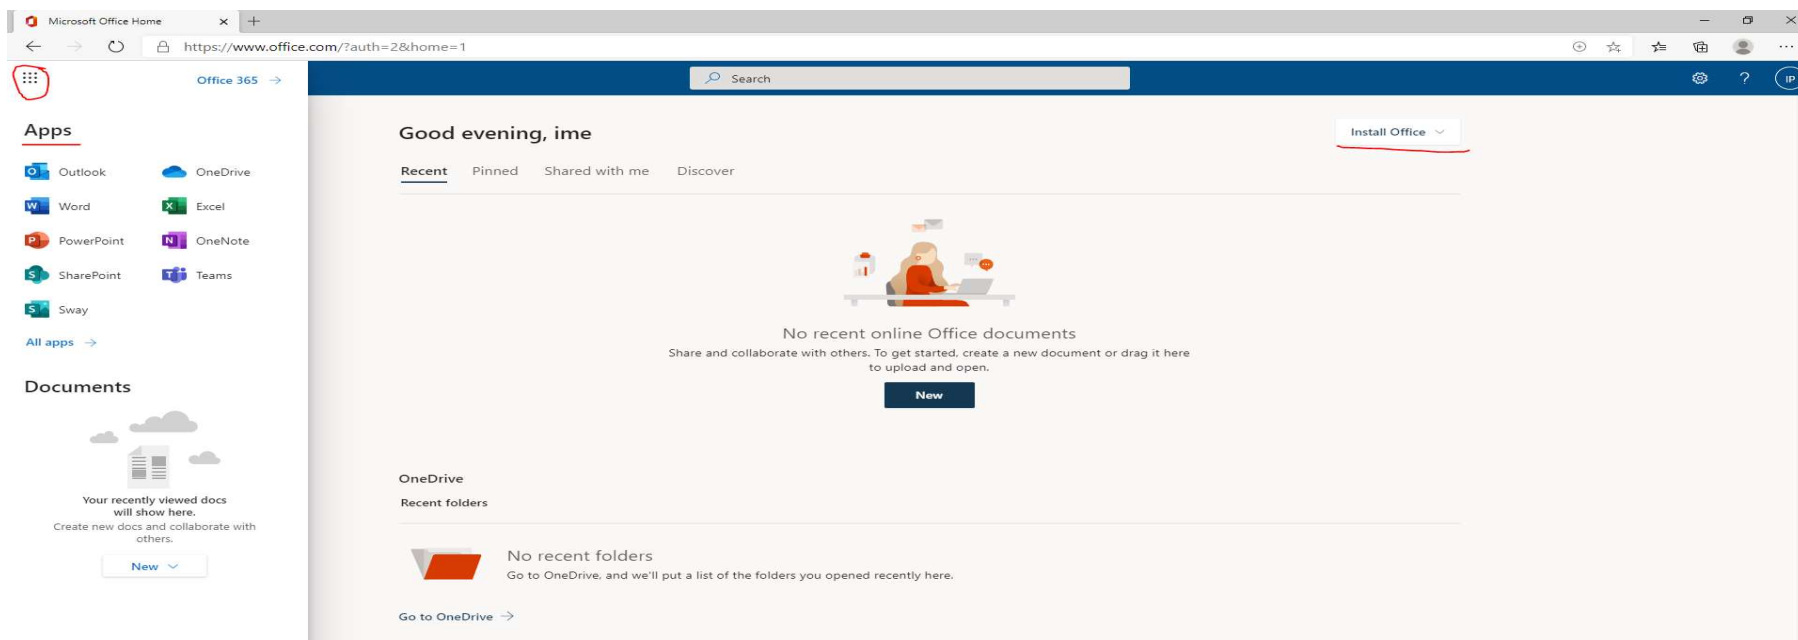 Microsoft Office Home
https://www.office.com/?auth=2&home=1
Office 365
Search
IP
Apps
Outlook
OneDrive
Word
Excel
PowerPoint
OneNote
SharePoint
Teams
Sway
All apps
Documents
Your recently viewed docs
will show here.
Create new docs and collaborate with
others.
New
Good evening, ime
Install Office
Recent
Pinned
Shared with me
Discover
No recent online Office documents
Share and collaborate with others. To get started, create a new document or drag it here
to upload and open.
New
OneDrive
Recent folders
No recent folders
Go to OneDrive, and we'll put a list of the folders you opened recently here.
Go to OneDrive